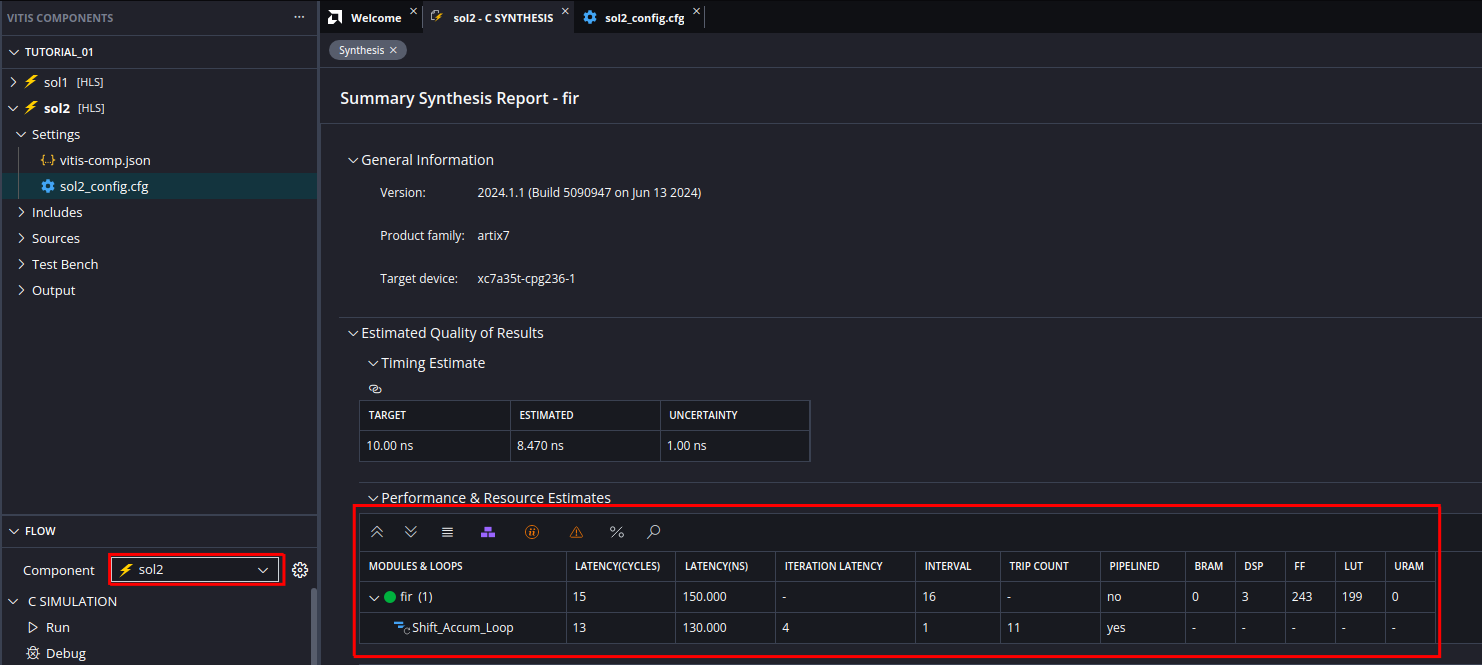 VITIS COMPONENTS ...
TUTORIAL_01
sol1 [HLS]
sol2 [HLS]
Settings
{..} vitis-comp.json
sol2_config.cfg
Includes
Sources
Test Bench
Output
FLOW
Component sol2
C SIMULATION
Run
Debug
Welcome × sol2 - C SYNTHESIS × sol2_config.cfg ×
Synthesis ×
Summary Synthesis Report - fir
General Information
Version: 2024.1.1 (Build 5090947 on Jun 13 2024)
Product family: artix7
Target device: xc7a35t-cpg236-1
Estimated Quality of Results
Timing Estimate
TARGET ESTIMATED UNCERTAINTY
10.00 ns 8.470 ns 1.00 ns
Performance & Resource Estimates
%
MODULES & LOOPS LATENCY(CYCLES) LATENCY(NS) ITERATION LATENCY INTERVAL TRIP COUNT PIPELINED BRAM DSP FF LUT URAM
fir (1) 15 150.000 - 16 - no 0 3 243 199 0
Shift_Accum_Loop 13 130.000 4 1 11 yes - - - - -